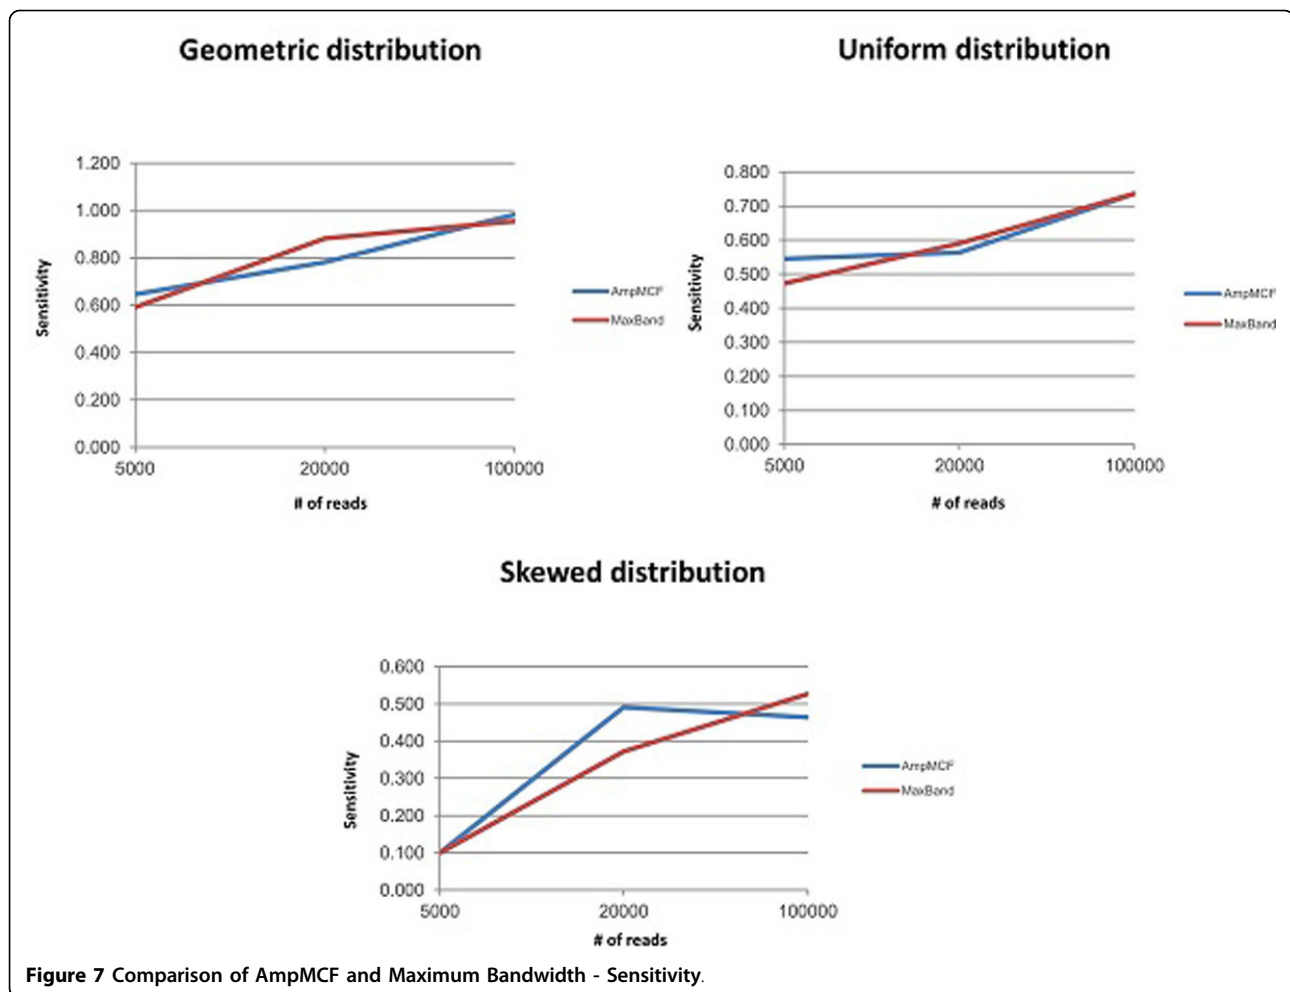 Geometric distribution
1.200
1.000
0.800
0.600
0.400
0.200
0.000
Sensitivity
5000 20000 100000
# of reads
AmpMCF
MaxBand
Uniform distribution
0.800
0.700
0.600
0.500
0.400
0.300
0.200
0.100
0.000
Sensitivity
5000 20000 100000
# of reads
AmpMCF
MaxBand
Skewed distribution
0.600
0.500
0.400
0.300
0.200
0.100
0.000
Sensitivity
5000 20000 100000
# of reads
AmpMCF
MaxBand
Figure 7 Comparison of AmpMCF and Maximum Bandwidth - Sensitivity.